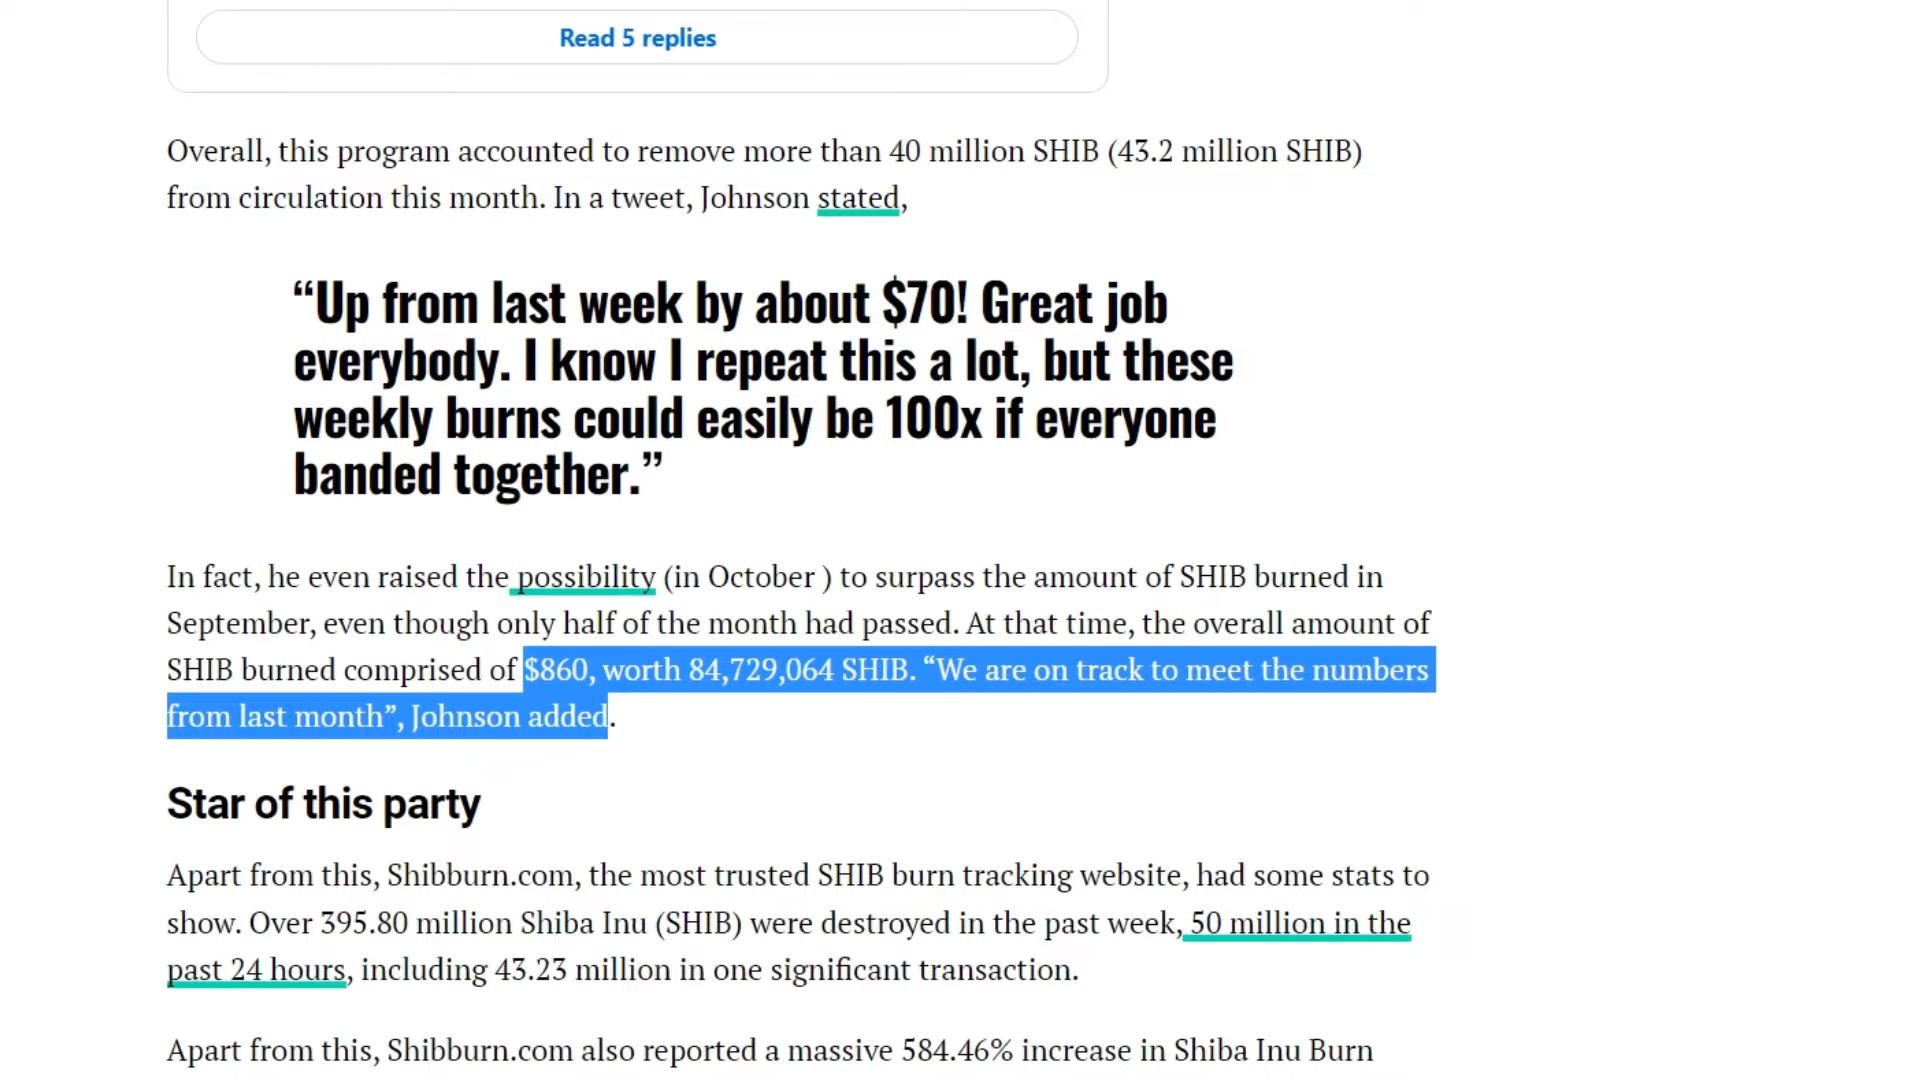 Read 5 replies
Overall, this program accounted to remove more than 40 million SHIB (43.2 million SHIB)
from circulation this month. In a tweet, Johnson stated,
“Up from last week by about $70! Great job
everybody. I know I repeat this a lot, but these
weekly burns could easily be 100x if everyone
banded together.”
In fact, he even raised the possibility (in October ) to surpass the amount of SHIB burned in
September, even though only half of the month had passed. At that time, the overall amount of
SHIB burned comprised of $860, worth 84,729,064 SHIB. “We are on track to meet the numbers
from last month”, Johnson added.
Star of this party
Apart from this, Shibburn.com, the most trusted SHIB burn tracking website, had some stats to
show. Over 395.80 million Shiba Inu (SHIB) were destroyed in the past week, 50 million in the
past 24 hours, including 43.23 million in one significant transaction.
Apart from this, Shibburn.com also reported a massive 584.46% increase in Shiba Inu Burn